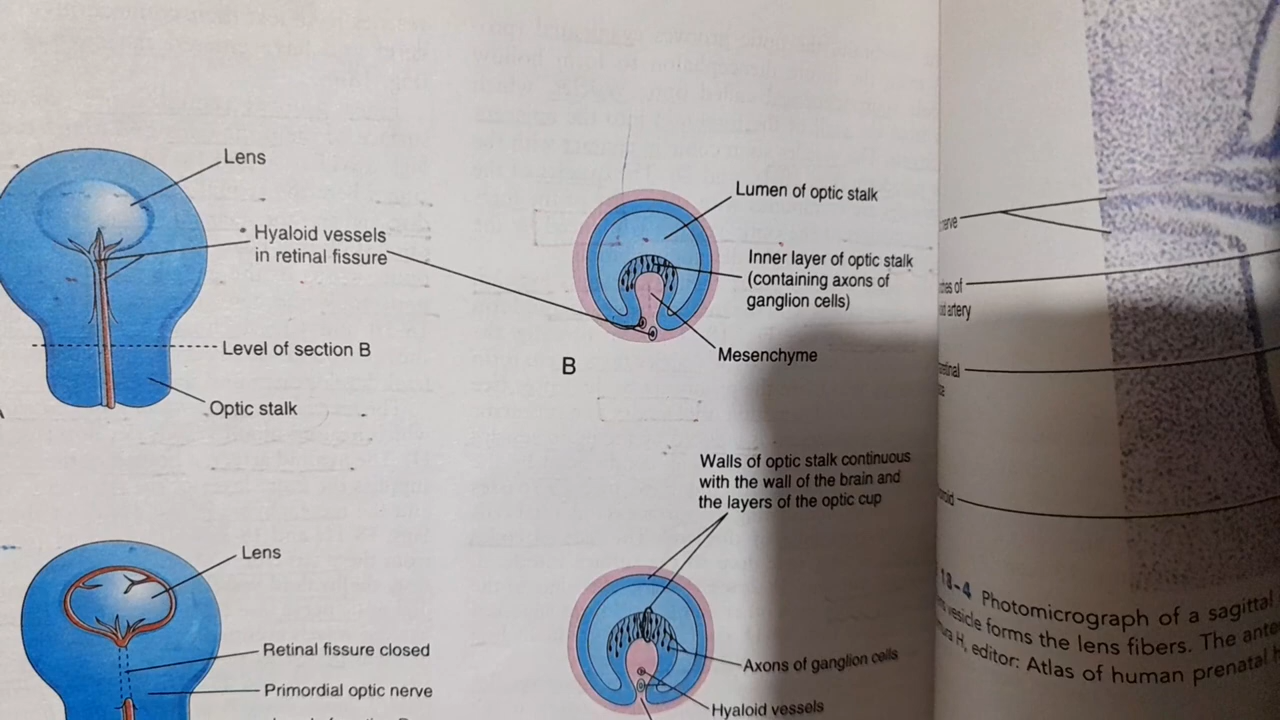 Lens
Hyaloid vessels
in retinal fissure
Level of section B
Optic stalk
Lumen of optic stalk
Inner layer of optic stalk
(containing axons of
ganglion cells)
Mesenchyme
B
Walls of optic stalk continuous
with the wall of the brain and
the layers of the optic cup
Lens
Retinal fissure closed
Primordial optic nerve
Axons of ganglion cells
Hyaloid vessels
artery
of
Photomicrograph of a sagittal
vesicle forms the lens fibers. The
H, editor: Atlas of human prenatal